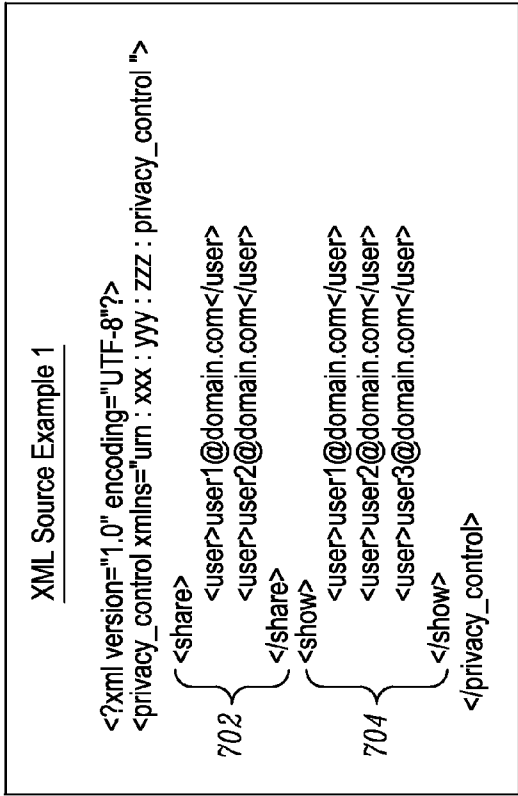 XML Source Example 1
<?xml version="1.0" encoding="UTF-8"?>
<privacy_control xmlns="urn : xxx : yyy : zzz : privacy_control ">
<share>
<user>user1@domain.com</user>
<user>user2@domain.com</user>
</share>
702
<show>
<user>user1@domain.com</user>
<user>user2@domain.com</user>
<user>user3@domain.com</user>
</show>
704
</privacy_control>